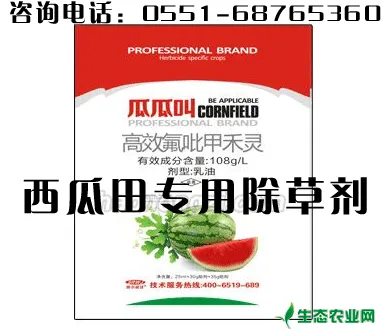 咨询电话：0551-68765360
PROFESSIONAL BRAND
Herbicide specific crops
瓜瓜叫 BE APPLICABLE
CORNFIELD
PROFESSIONAL BRAND
高效氟吡甲禾灵
有效成分含量:108g/L
剂型:乳油
西瓜田专用除草剂
技术服务热线:400-6519-689
生态农业网